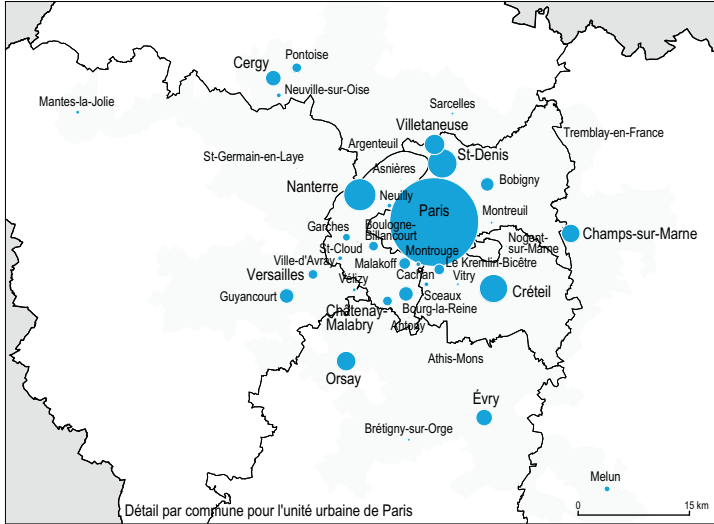 Pontoise
Cergy
Neuville-sur-Oise
Mantes-la-Jolie
Sarcelles
Villetaneuse
Tremblay-en-France
Argenteuil
St-Denis
St-Germain-en-Laye
Asnières
Bobigny
Nanterre
Neuilly
Paris
Montreuil
Garches
Boulogne-
Billancourt
Champs-sur-Marne
Nogent-
sur-Marne
St-Cloud
Montrouge
Ville-d'Avray
Malakoff
Le Kremlin-Bicêtre
Versailles
Cachan
Vitry
Vélizy
Sceaux
Créteil
Guyancourt
Bourg-la-Reine
Châtenay-
Malabry
Antony
Athis-Mons
Orsay
Évry
Brétigny-sur-Orge
Melun
Détail par commune pour l'unité urbaine de Paris
0 15 km